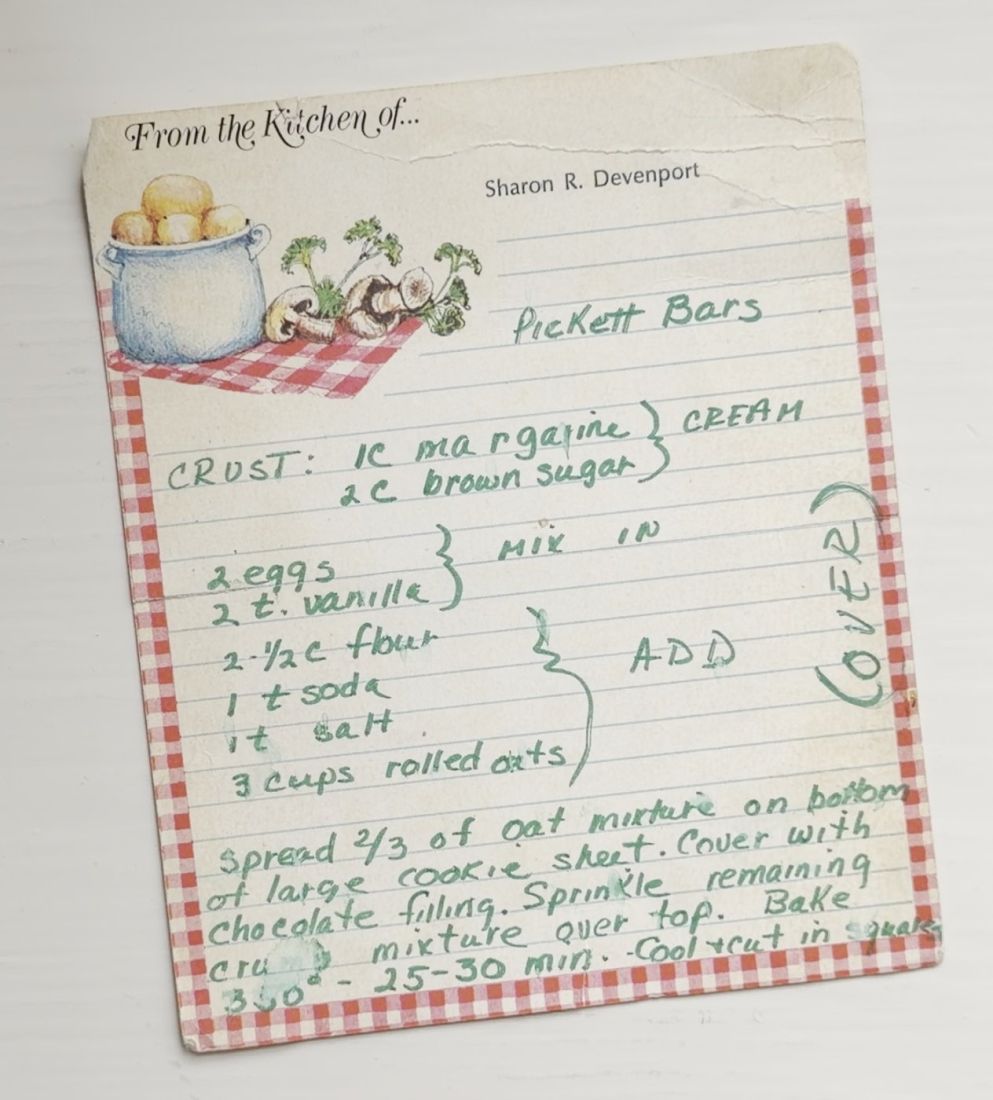 From the Kitchen of...
Sharon R. Devenport
Pickett Bars
CRUST: 1c margarine } CREAM
2 c brown sugar
2 eggs } MIX IN
2 t. vanilla
2-1/2 c flour
1 t soda } ADD
1 t salt
3 cups rolled oats
(OVER)
Spread 2/3 of oat mixture on bottom
of large cookie sheet. Cover with
chocolate filling. Sprinkle remaining
mixture over top. Bake
350° - 25-30 min. -Cool + cut in squares